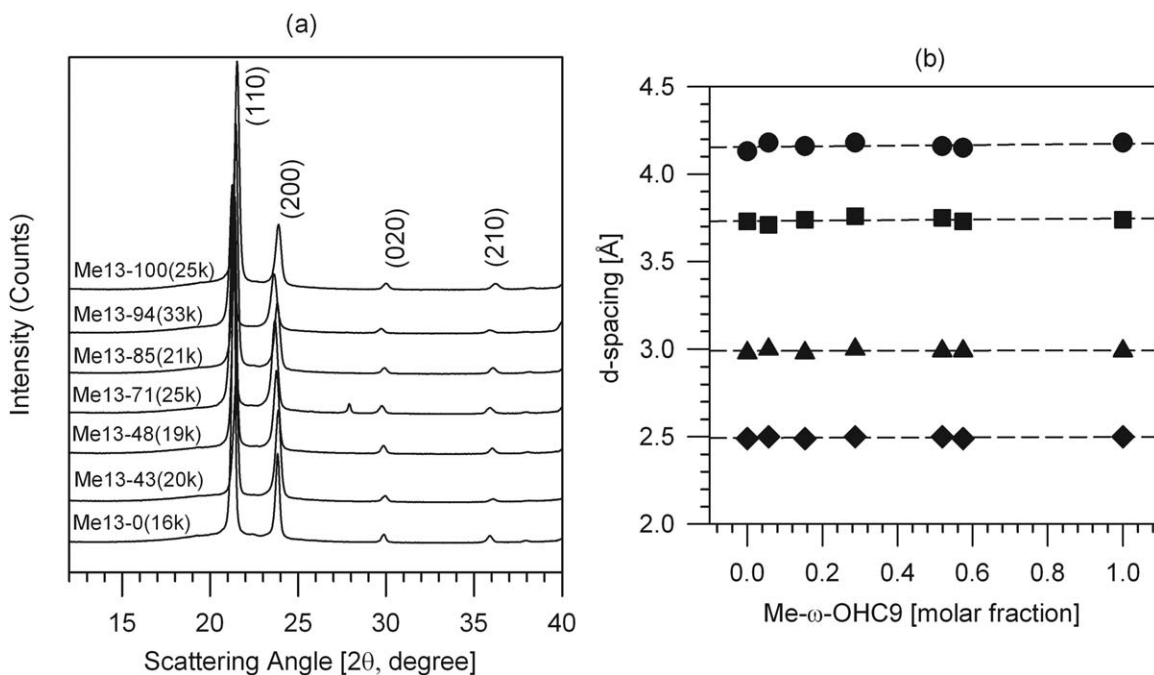 (a)
(110)
(200)
(020)
(210)
Me13-100(25k)
Me13-94(33k)
Me13-85(21k)
Me13-71(25k)
Me13-48(19k)
Me13-43(20k)
Me13-0(16k)
Intensity (Counts)
15 20 25 30 35 40
Scattering Angle [2θ, degree]
(b)
4.5
4.0
3.5
3.0
2.5
2.0
d-spacing [Å]
0.0 0.2 0.4 0.6 0.8 1.0
Me-ω-OHC9 [molar fraction]